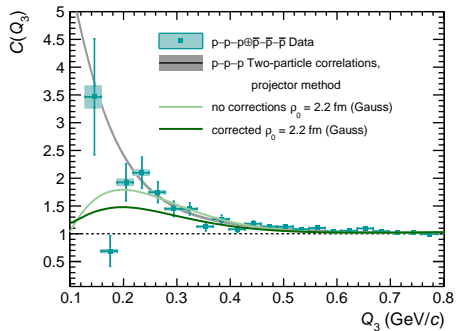 C(Q₃)
5
4.5
4
3.5
3
2.5
2
1.5
1
0.5
0
p−p−p⊕p̅−p̅−p̅ Data
p−p−p Two-particle correlations,
projector method
no corrections ρ₀ = 2.2 fm (Gauss)
corrected ρ₀ = 2.2 fm (Gauss)
0.1 0.2 0.3 0.4 0.5 0.6 0.7 0.8
Q₃ (GeV/c)